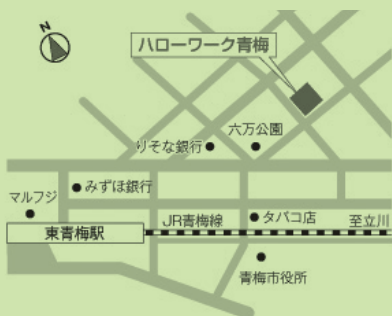 N
ハローワーク青梅
六万公園
りそな銀行
みずほ銀行
マルフジ
JR青梅線
タバコ店
至立川
東青梅駅
青梅市役所